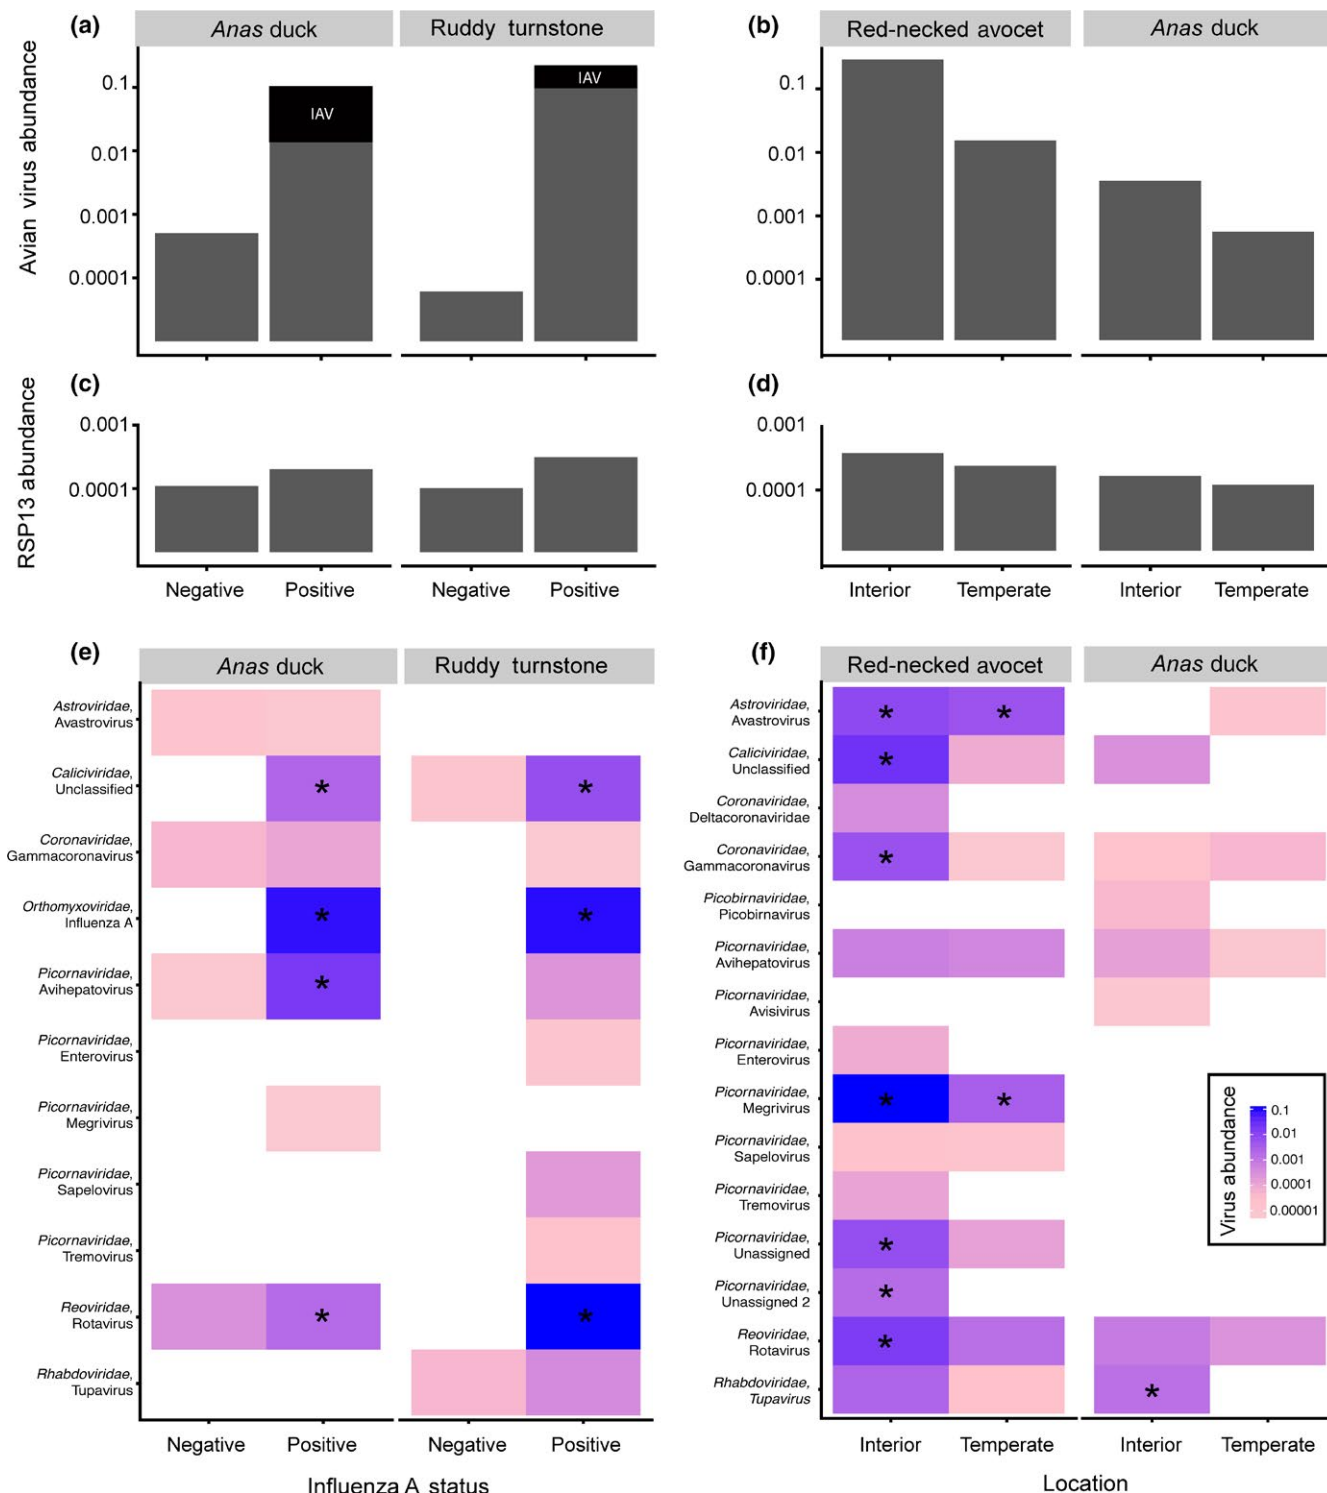 (a)
Anas duck
Ruddy turnstone
Avian virus abundance
0.1
0.01
0.001
0.0001
IAV
IAV
(b)
Red-necked avocet
Anas duck
0.1
0.01
0.001
0.0001
(c)
RSP13 abundance
0.001
0.0001
Negative
Positive
Negative
Positive
(d)
0.001
0.0001
Interior
Temperate
Interior
Temperate
(e)
Anas duck
Ruddy turnstone
Astroviridae,
Avastrovirus
Caliciviridae,
Unclassified
*
*
Coronaviridae,
Gammacoronavirus
Orthomyxoviridae,
Influenza A
*
*
Picornaviridae,
Avihepatovirus
*
Picornaviridae,
Enterovirus
Picornaviridae,
Megrivirus
Picornaviridae,
Sapelovirus
Picornaviridae,
Tremovirus
Reoviridae,
Rotavirus
*
*
Rhabdoviridae,
Tupavirus
Negative
Positive
Negative
Positive
Influenza A status
(f)
Red-necked avocet
Anas duck
Astroviridae,
Avastrovirus
*
*
Caliciviridae,
Unclassified
*
Coronaviridae,
Deltacoronaviridae
Coronaviridae,
Gammacoronavirus
*
Picobirnaviridae,
Picobirnavirus
Picornaviridae,
Avihepatovirus
Picornaviridae,
Avisivirus
Picornaviridae,
Enterovirus
Picornaviridae,
Megrivirus
*
*
Picornaviridae,
Sapelovirus
Picornaviridae,
Tremovirus
Picornaviridae,
Unassigned
*
Picornaviridae,
Unassigned 2
*
Reoviridae,
Rotavirus
*
Rhabdoviridae,
Tupavirus
*
Virus abundance
0.1
0.01
0.001
0.0001
0.00001
Interior
Temperate
Interior
Temperate
Location